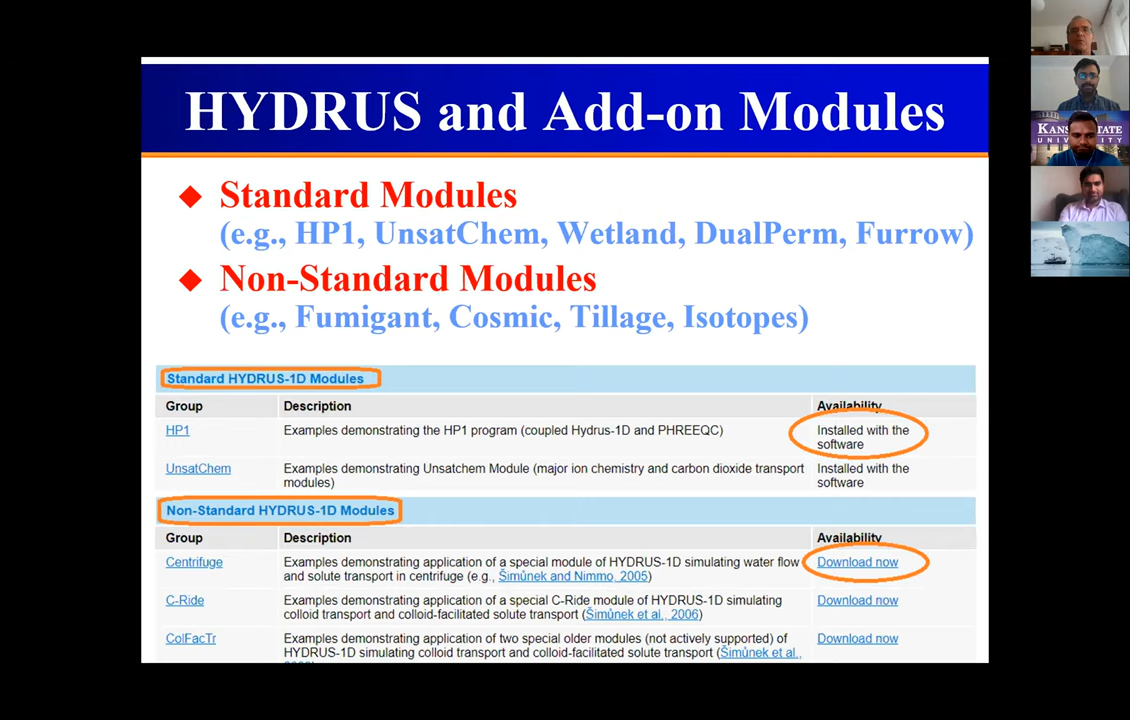 HYDRUS and Add-on Modules
Standard Modules
(e.g., HP1, UnsatChem, Wetland, DualPerm, Furrow)
Non-Standard Modules
(e.g., Fumigant, Cosmic, Tillage, Isotopes)
Standard HYDRUS-1D Modules
Group Description Availability
HP1 Examples demonstrating the HP1 program (coupled Hydrus-1D and PHREEQC) Installed with the
software
UnsatChem Examples demonstrating Unsatchem Module (major ion chemistry and carbon dioxide transport Installed with the
modules) software
Non-Standard HYDRUS-1D Modules
Group Description Availability
Centrifuge Examples demonstrating application of a special module of HYDRUS-1D simulating water flow Download now
and solute transport in centrifuge (e.g., Šimůnek and Nimmo, 2005)
C-Ride Examples demonstrating application of a special C-Ride module of HYDRUS-1D simulating Download now
colloid transport and colloid-facilitated solute transport (Šimůnek et al., 2006)
ColFacTr Examples demonstrating application of two special older modules (not actively supported) of Download now
HYDRUS-1D simulating colloid transport and colloid-facilitated solute transport (Šimůnek et al.,